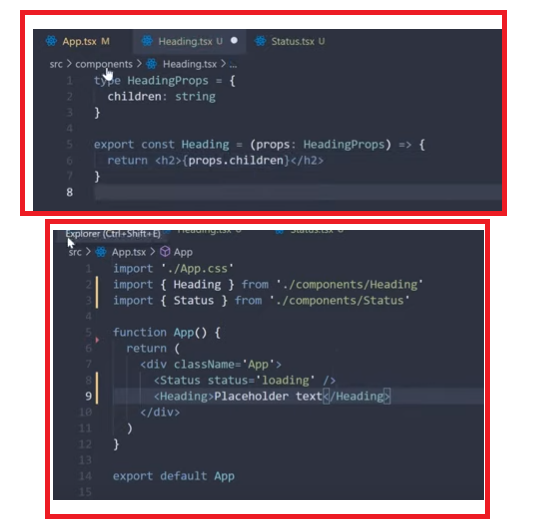 App.tsx M Heading.tsx U Status.tsx U
src > components > Heading.tsx > ...
1 type HeadingProps = {
2 children: string
3 }
4
5 export const Heading = (props: HeadingProps) => {
6 return <h2>{props.children}</h2>
7 }
8
Explorer (Ctrl+Shift+E) Heading.tsx U Status.tsx U
src > App.tsx > App
1 import './App.css'
2 import { Heading } from './components/Heading'
3 import { Status } from './components/Status'
4
5 function App() {
6 return (
7 <div className='App'>
8 <Status status='loading' />
9 <Heading>Placeholder text</Heading>
10 </div>
11 )
12 }
13
14 export default App
15